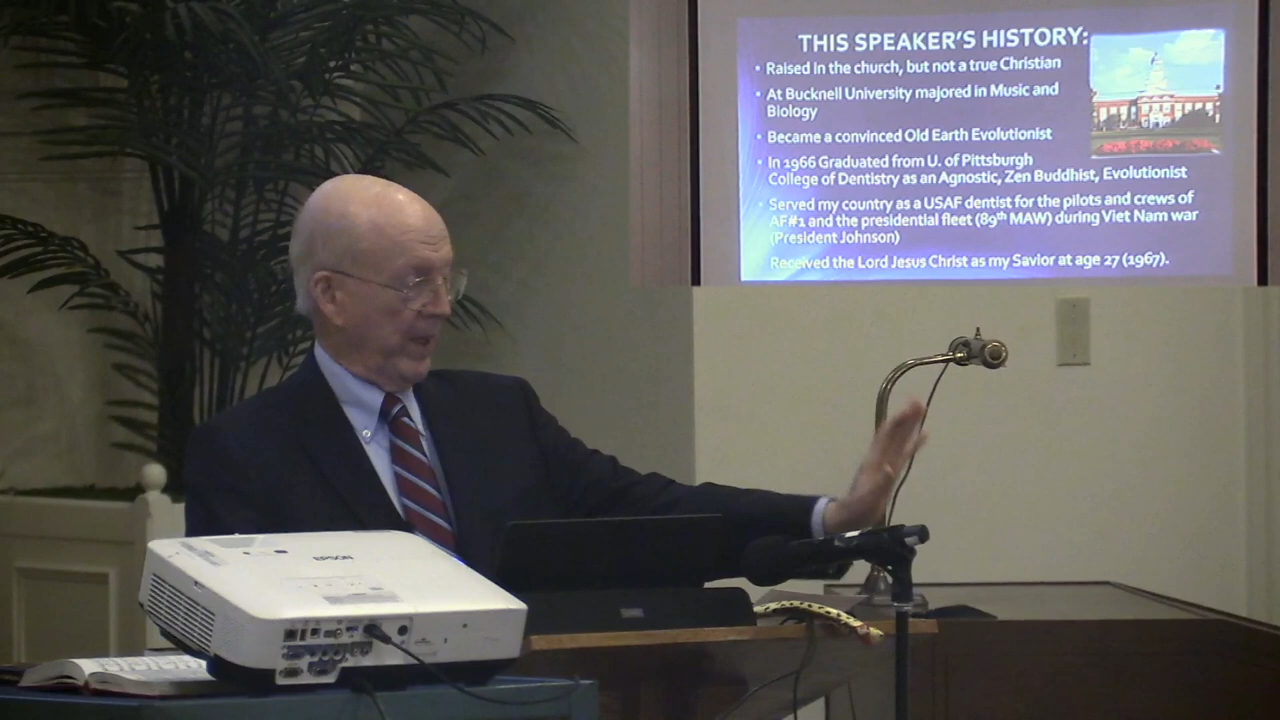 THIS SPEAKER'S HISTORY:
• Raised in the church, but not a true Christian
• At Bucknell University majored in Music and
Biology
• Became a convinced Old Earth Evolutionist
• In 1966 Graduated from U. of Pittsburgh
College of Dentistry as an Agnostic, Zen Buddhist, Evolutionist
• Served my country as a USAF dentist for the pilots and crews of
AF#1 and the presidential fleet (89th MAW) during Viet Nam war
(President Johnson)
Received the Lord Jesus Christ as my Savior at age 27 (1967).
EPSON